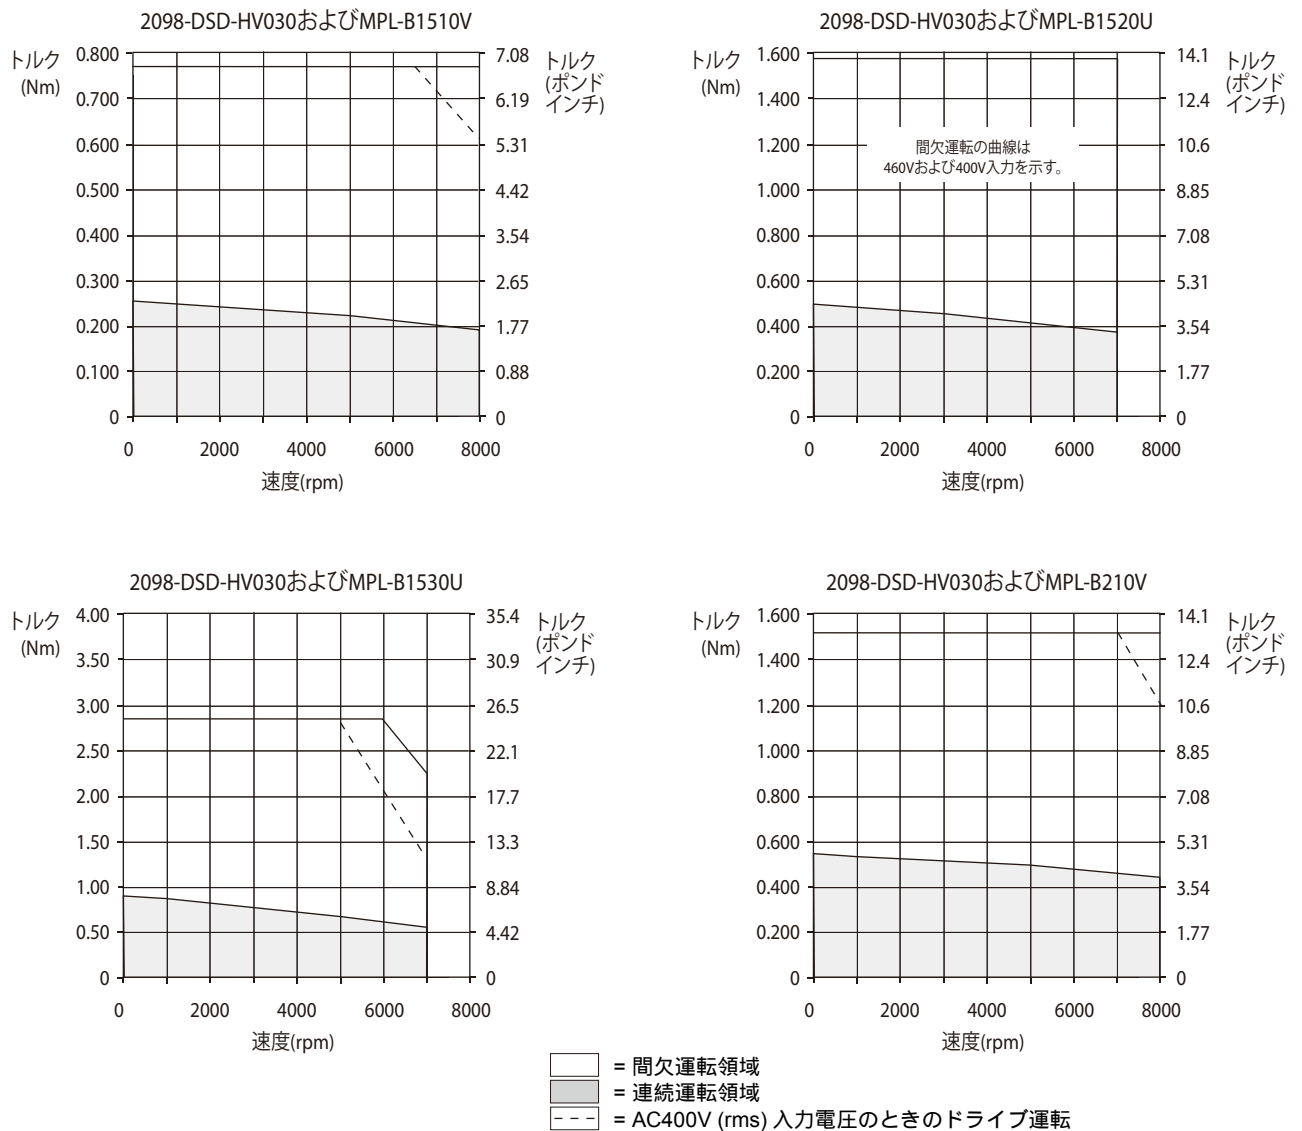 2098-DSD-HV030およびMPL-B1510V
トルク
(Nm)
0.800
0.700
0.600
0.500
0.400
0.300
0.200
0.100
0
7.08
6.19
5.31
4.42
3.54
2.65
1.77
0.88
0
トルク
(ポンド
インチ)
0 2000 4000 6000 8000
速度(rpm)
2098-DSD-HV030およびMPL-B1520U
トルク
(Nm)
1.600
1.400
1.200
1.000
0.800
0.600
0.400
0.200
0
間欠運転の曲線は
460Vおよび400V入力を示す。
14.1
12.4
10.6
8.85
7.08
5.31
3.54
1.77
0
トルク
(ポンド
インチ)
0 2000 4000 6000 8000
速度(rpm)
2098-DSD-HV030およびMPL-B1530U
トルク
(Nm)
4.00
3.50
3.00
2.50
2.00
1.50
1.00
0.50
0
35.4
30.9
26.5
22.1
17.7
13.3
8.84
4.42
0
トルク
(ポンド
インチ)
0 2000 4000 6000 8000
速度(rpm)
2098-DSD-HV030およびMPL-B210V
トルク
(Nm)
1.600
1.400
1.200
1.000
0.800
0.600
0.400
0.200
0
14.1
12.4
10.6
8.85
7.08
5.31
3.54
1.77
0
トルク
(ポンド
インチ)
0 2000 4000 6000 8000
速度(rpm)
= 間欠運転領域
= 連続運転領域
= AC400V (rms) 入力電圧のときのドライブ運転